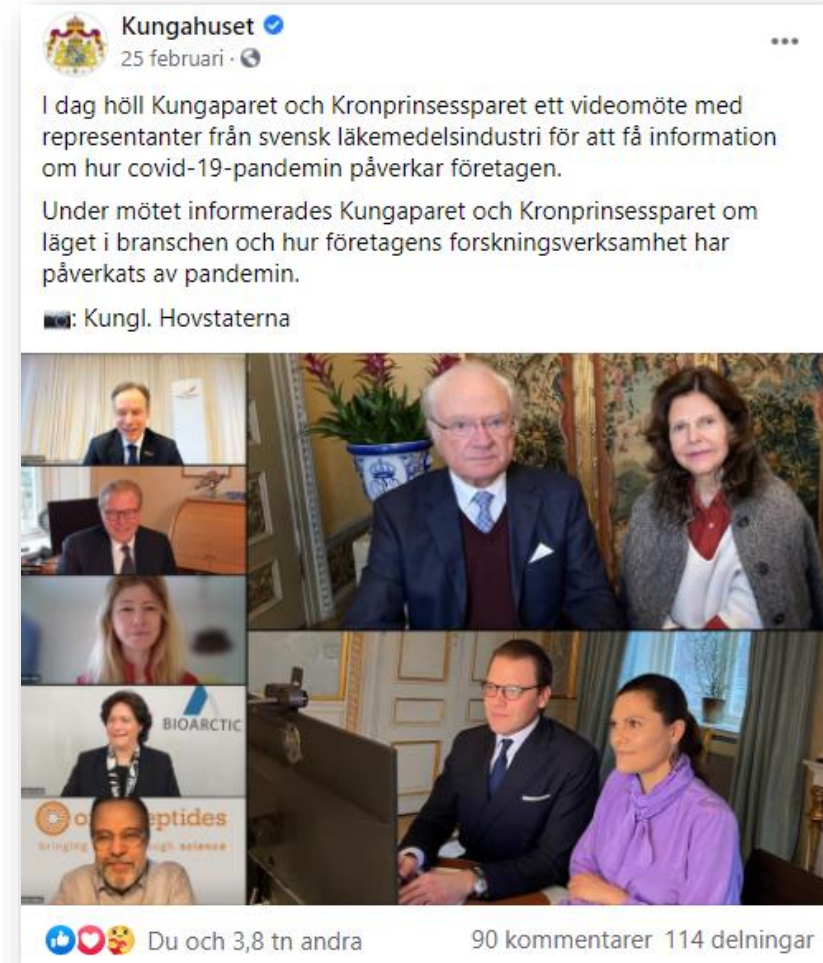 Kungahuset
25 februari ·
I dag höll Kungaparet och Kronprinsessparet ett videomöte med
representanter från svensk läkemedelsindustri för att få information
om hur covid-19-pandemin påverkar företagen.
Under mötet informerades Kungaparet och Kronprinsessparet om
läget i branschen och hur företagens forskningsverksamhet har
påverkats av pandemin.
: Kungl. Hovstaterna
BIOARCTIC
eptides
bringing
science
Du och 3,8 tn andra
90 kommentarer 114 delningar